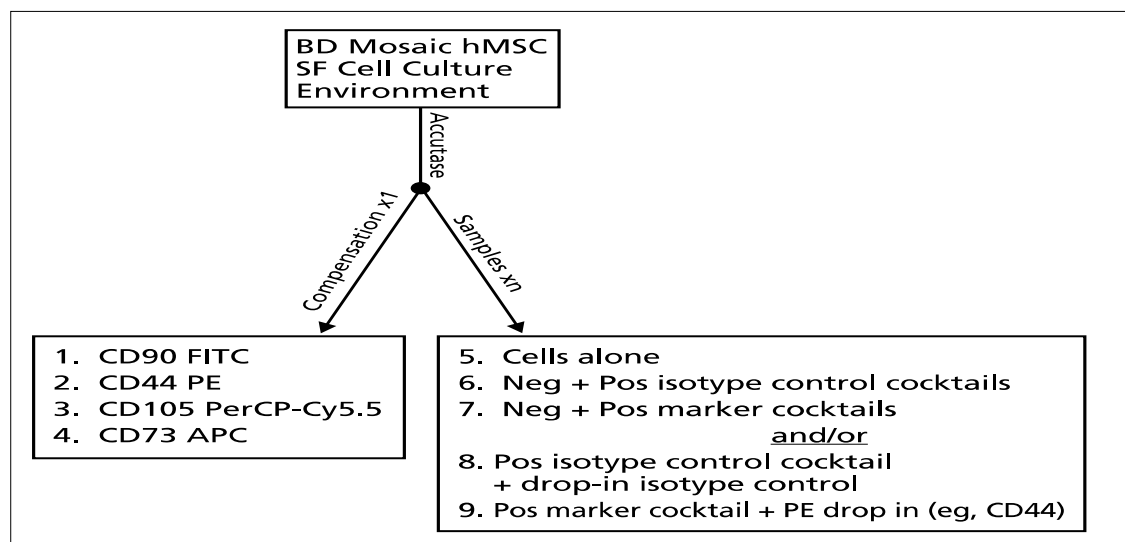 BD Mosaic hMSC
SF Cell Culture
Environment
Accutase
Compensation x1
Samples xn
1. CD90 FITC
2. CD44 PE
3. CD105 PerCP-Cy5.5
4. CD73 APC
5. Cells alone
6. Neg + Pos isotype control cocktails
7. Neg + Pos marker cocktails
and/or
8. Pos isotype control cocktail
+ drop-in isotype control
9. Pos marker cocktail + PE drop in (eg, CD44)